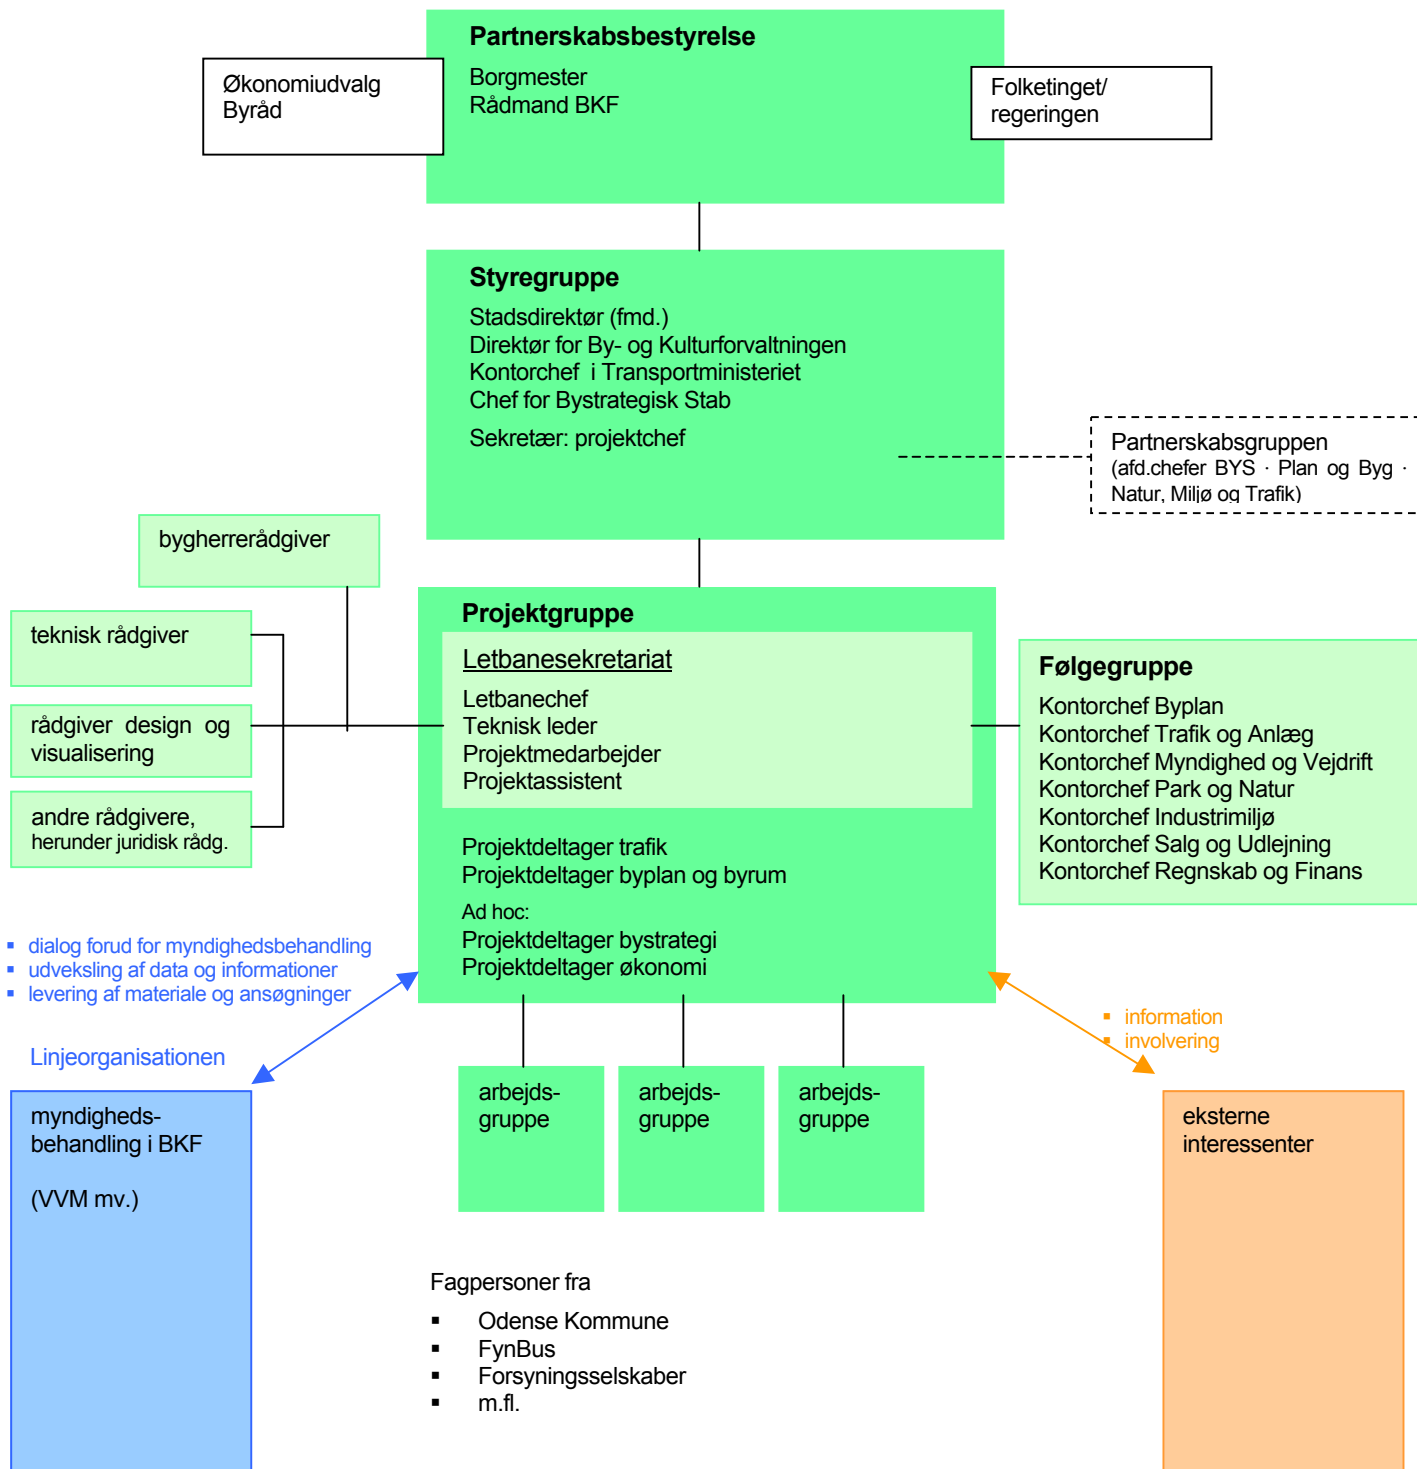 Partnerskabsbestyrelse
Borgmester
Rådmand BKF
Økonomiudvalg
Byråd
Folketinget/
regeringen
Styregruppe
Stadsdirektør (fmd.)
Direktør for By- og Kulturforvaltningen
Kontorchef i Transportministeriet
Chef for Bystrategisk Stab
Sekretær: projektchef
Partnerskabsgruppen
(afd.chefer BYS · Plan og Byg ·
Natur, Miljø og Trafik)
bygherrerådgiver
teknisk rådgiver
rådgiver design og
visualisering
andre rådgivere,
herunder juridisk rådg.
Projektgruppe
Letbanesekretariat
Letbanechef
Teknisk leder
Projektmedarbejder
Projektassistent
Projektdeltager trafik
Projektdeltager byplan og byrum
Ad hoc:
Projektdeltager bystrategi
Projektdeltager økonomi
Følgegruppe
Kontorchef Byplan
Kontorchef Trafik og Anlæg
Kontorchef Myndighed og Vejdrift
Kontorchef Park og Natur
Kontorchef Industrimiljø
Kontorchef Salg og Udlejning
Kontorchef Regnskab og Finans
▪ dialog forud for myndighedsbehandling
▪ udveksling af data og informationer
▪ levering af materiale og ansøgninger
Linjeorganisationen
▪ information
▪ involvering
myndigheds-
behandling i BKF
(VVM mv.)
arbejds-
gruppe
arbejds-
gruppe
arbejds-
gruppe
eksterne
interessenter
Fagpersoner fra
▪ Odense Kommune
▪ FynBus
▪ Forsyningsselskaber
▪ m.fl.